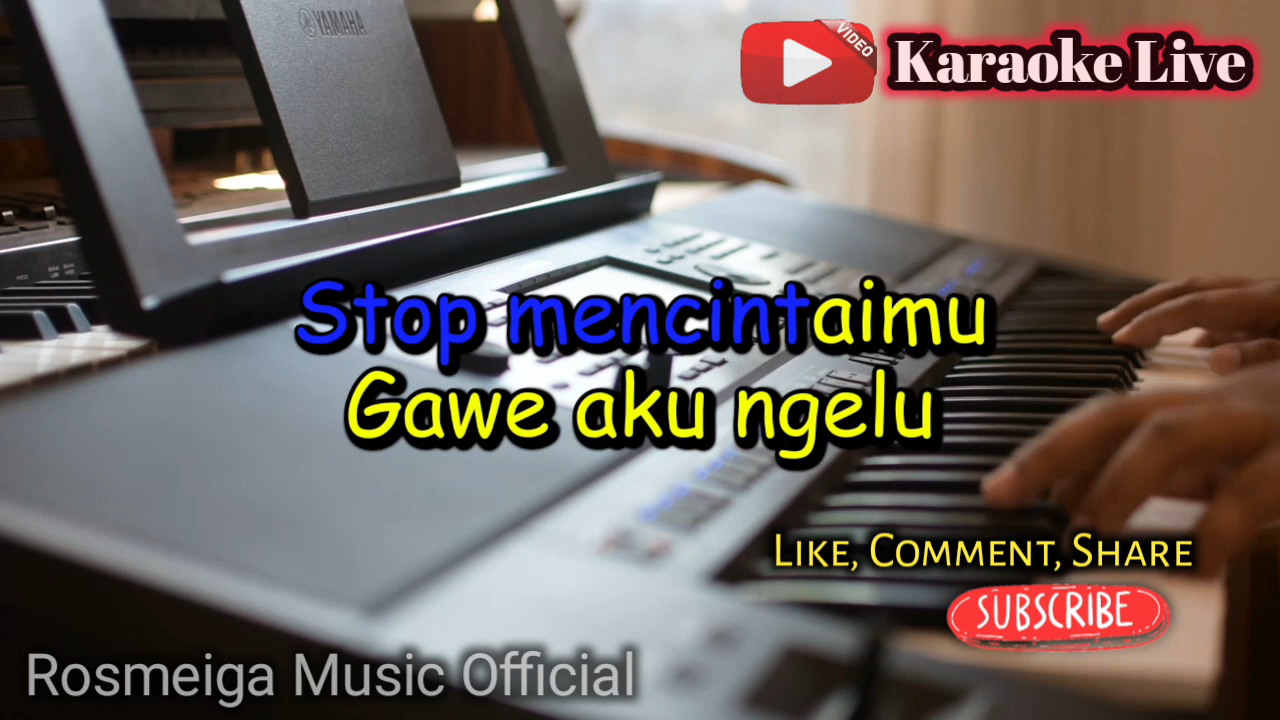 YAMAHA
VIDEO
Karaoke Live
Stop mencintaimu
Gawe aku ngelu
Like, Comment, Share
SUBSCRIBE
Rosmeiga Music Official